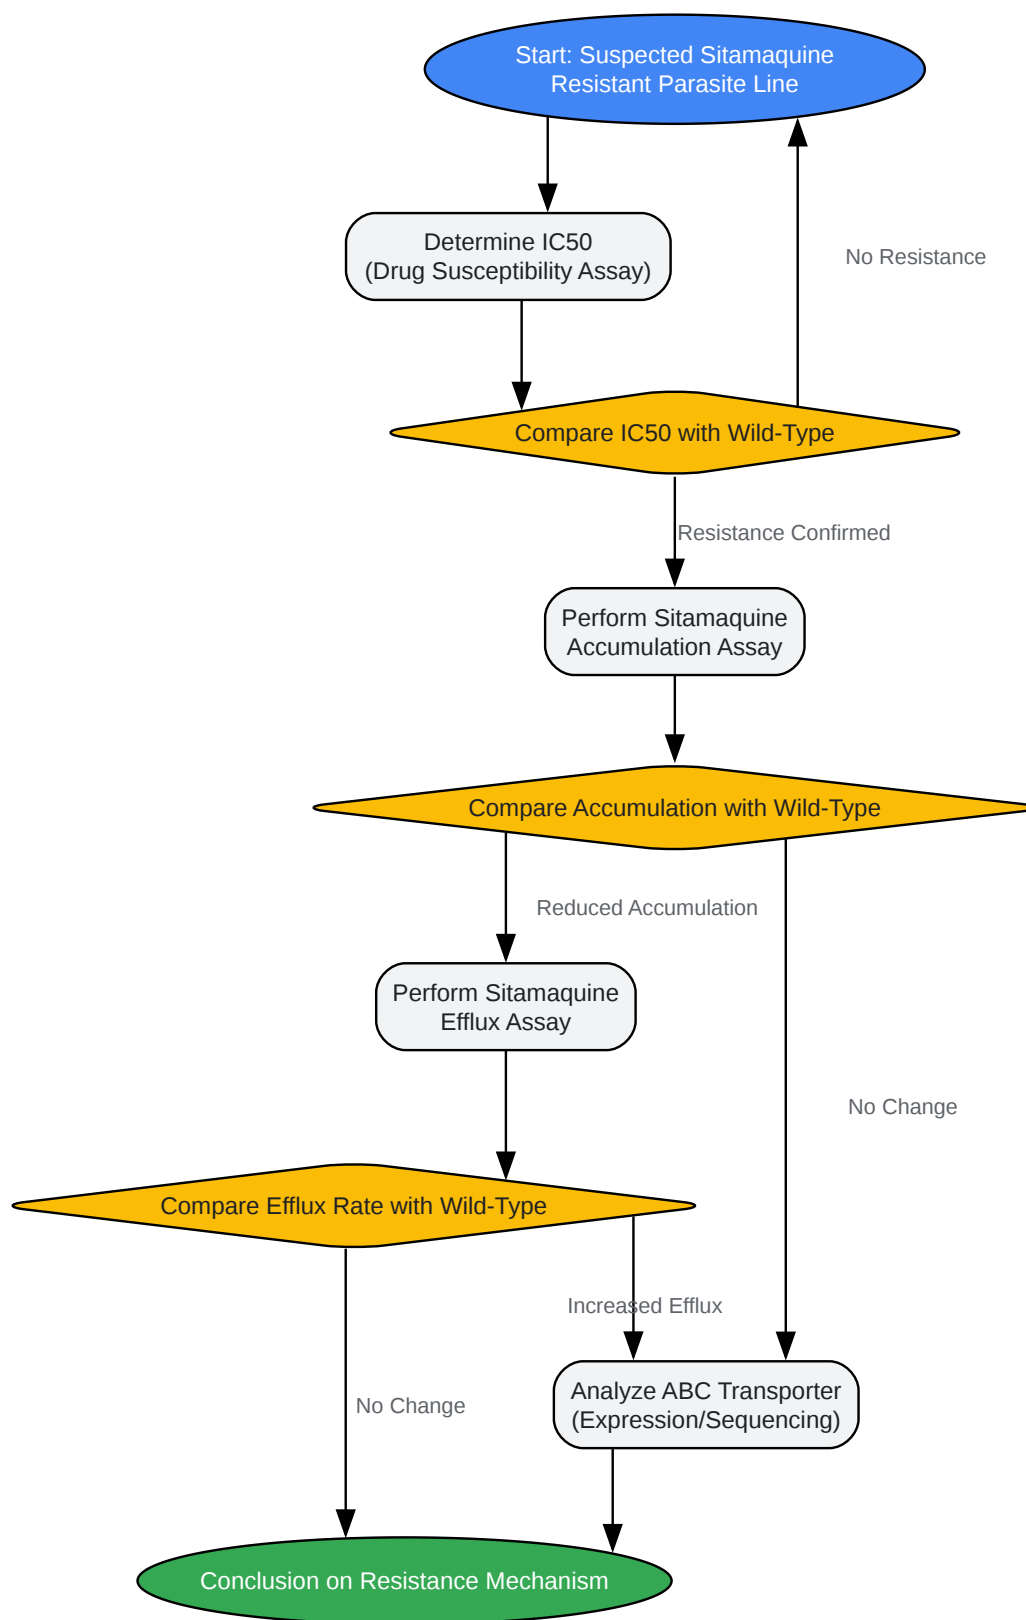 Start: Suspected Sitamaquine
Resistant Parasite Line
Determine IC50
(Drug Susceptibility Assay)
No Resistance
Compare IC50 with Wild-Type
Resistance Confirmed
Perform Sitamaquine
Accumulation Assay
Compare Accumulation with Wild-Type
Reduced Accumulation
Perform Sitamaquine
Efflux Assay
No Change
Compare Efflux Rate with Wild-Type
Increased Efflux
Analyze ABC Transporter
(Expression/Sequencing)
No Change
Conclusion on Resistance Mechanism